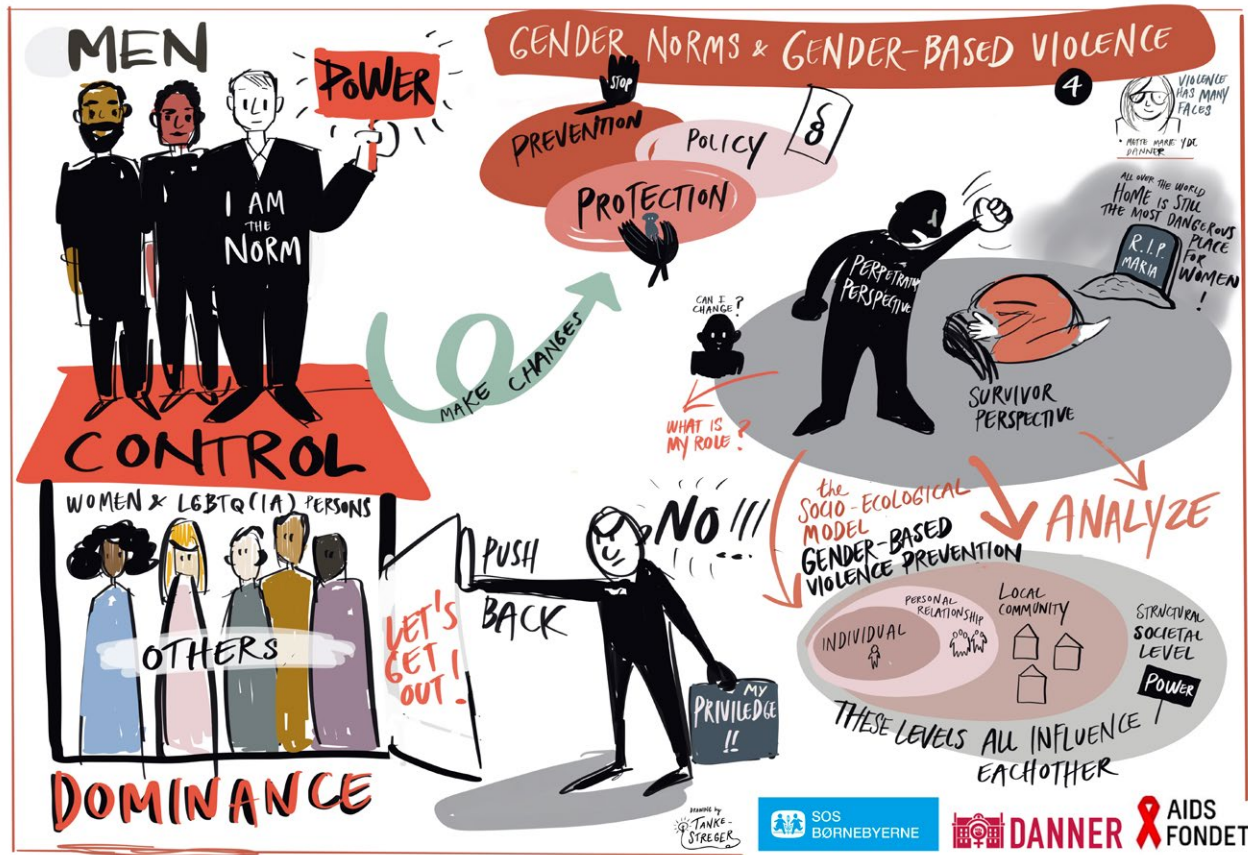 MEN
POWER
I AM
THE
NORM
CONTROL
WOMEN & LGBTQ(IA) PERSONS
OTHERS
DOMINANCE
GENDER NORMS & GENDER-BASED VIOLENCE
4
STOP
PREVENTION
POLICY
§
PROTECTION
MAKE CHANGES
VIOLENCE
HAS MANY
FACES
• METTE MARIE YDE
DANNER
ALL OVER THE WORLD
HOME IS STILL
THE MOST DANGEROUS
PLACE
FOR
WOMEN
!
R.I.P.
MARIA
PERPETRATOR
PERSPECTIVE
CAN I
CHANGE?
WHAT IS
MY ROLE?
SURVIVOR
PERSPECTIVE
ANALYZE
the
SOCIO-ECOLOGICAL
MODEL
GENDER-BASED
VIOLENCE PREVENTION
INDIVIDUAL
PERSONAL
RELATIONSHIP
LOCAL
COMMUNITY
STRUCTURAL
SOCIETAL
LEVEL
POWER
THESE LEVELS ALL INFLUENCE
EACHOTHER
LET'S
GET
OUT!
PUSH
BACK
NO!!!
MY
PRIVILEDGE
!!
DRAWING by
TANKE-
STREGER
SOS
BØRNEBYERNE
DANNER
AIDS
FONDET